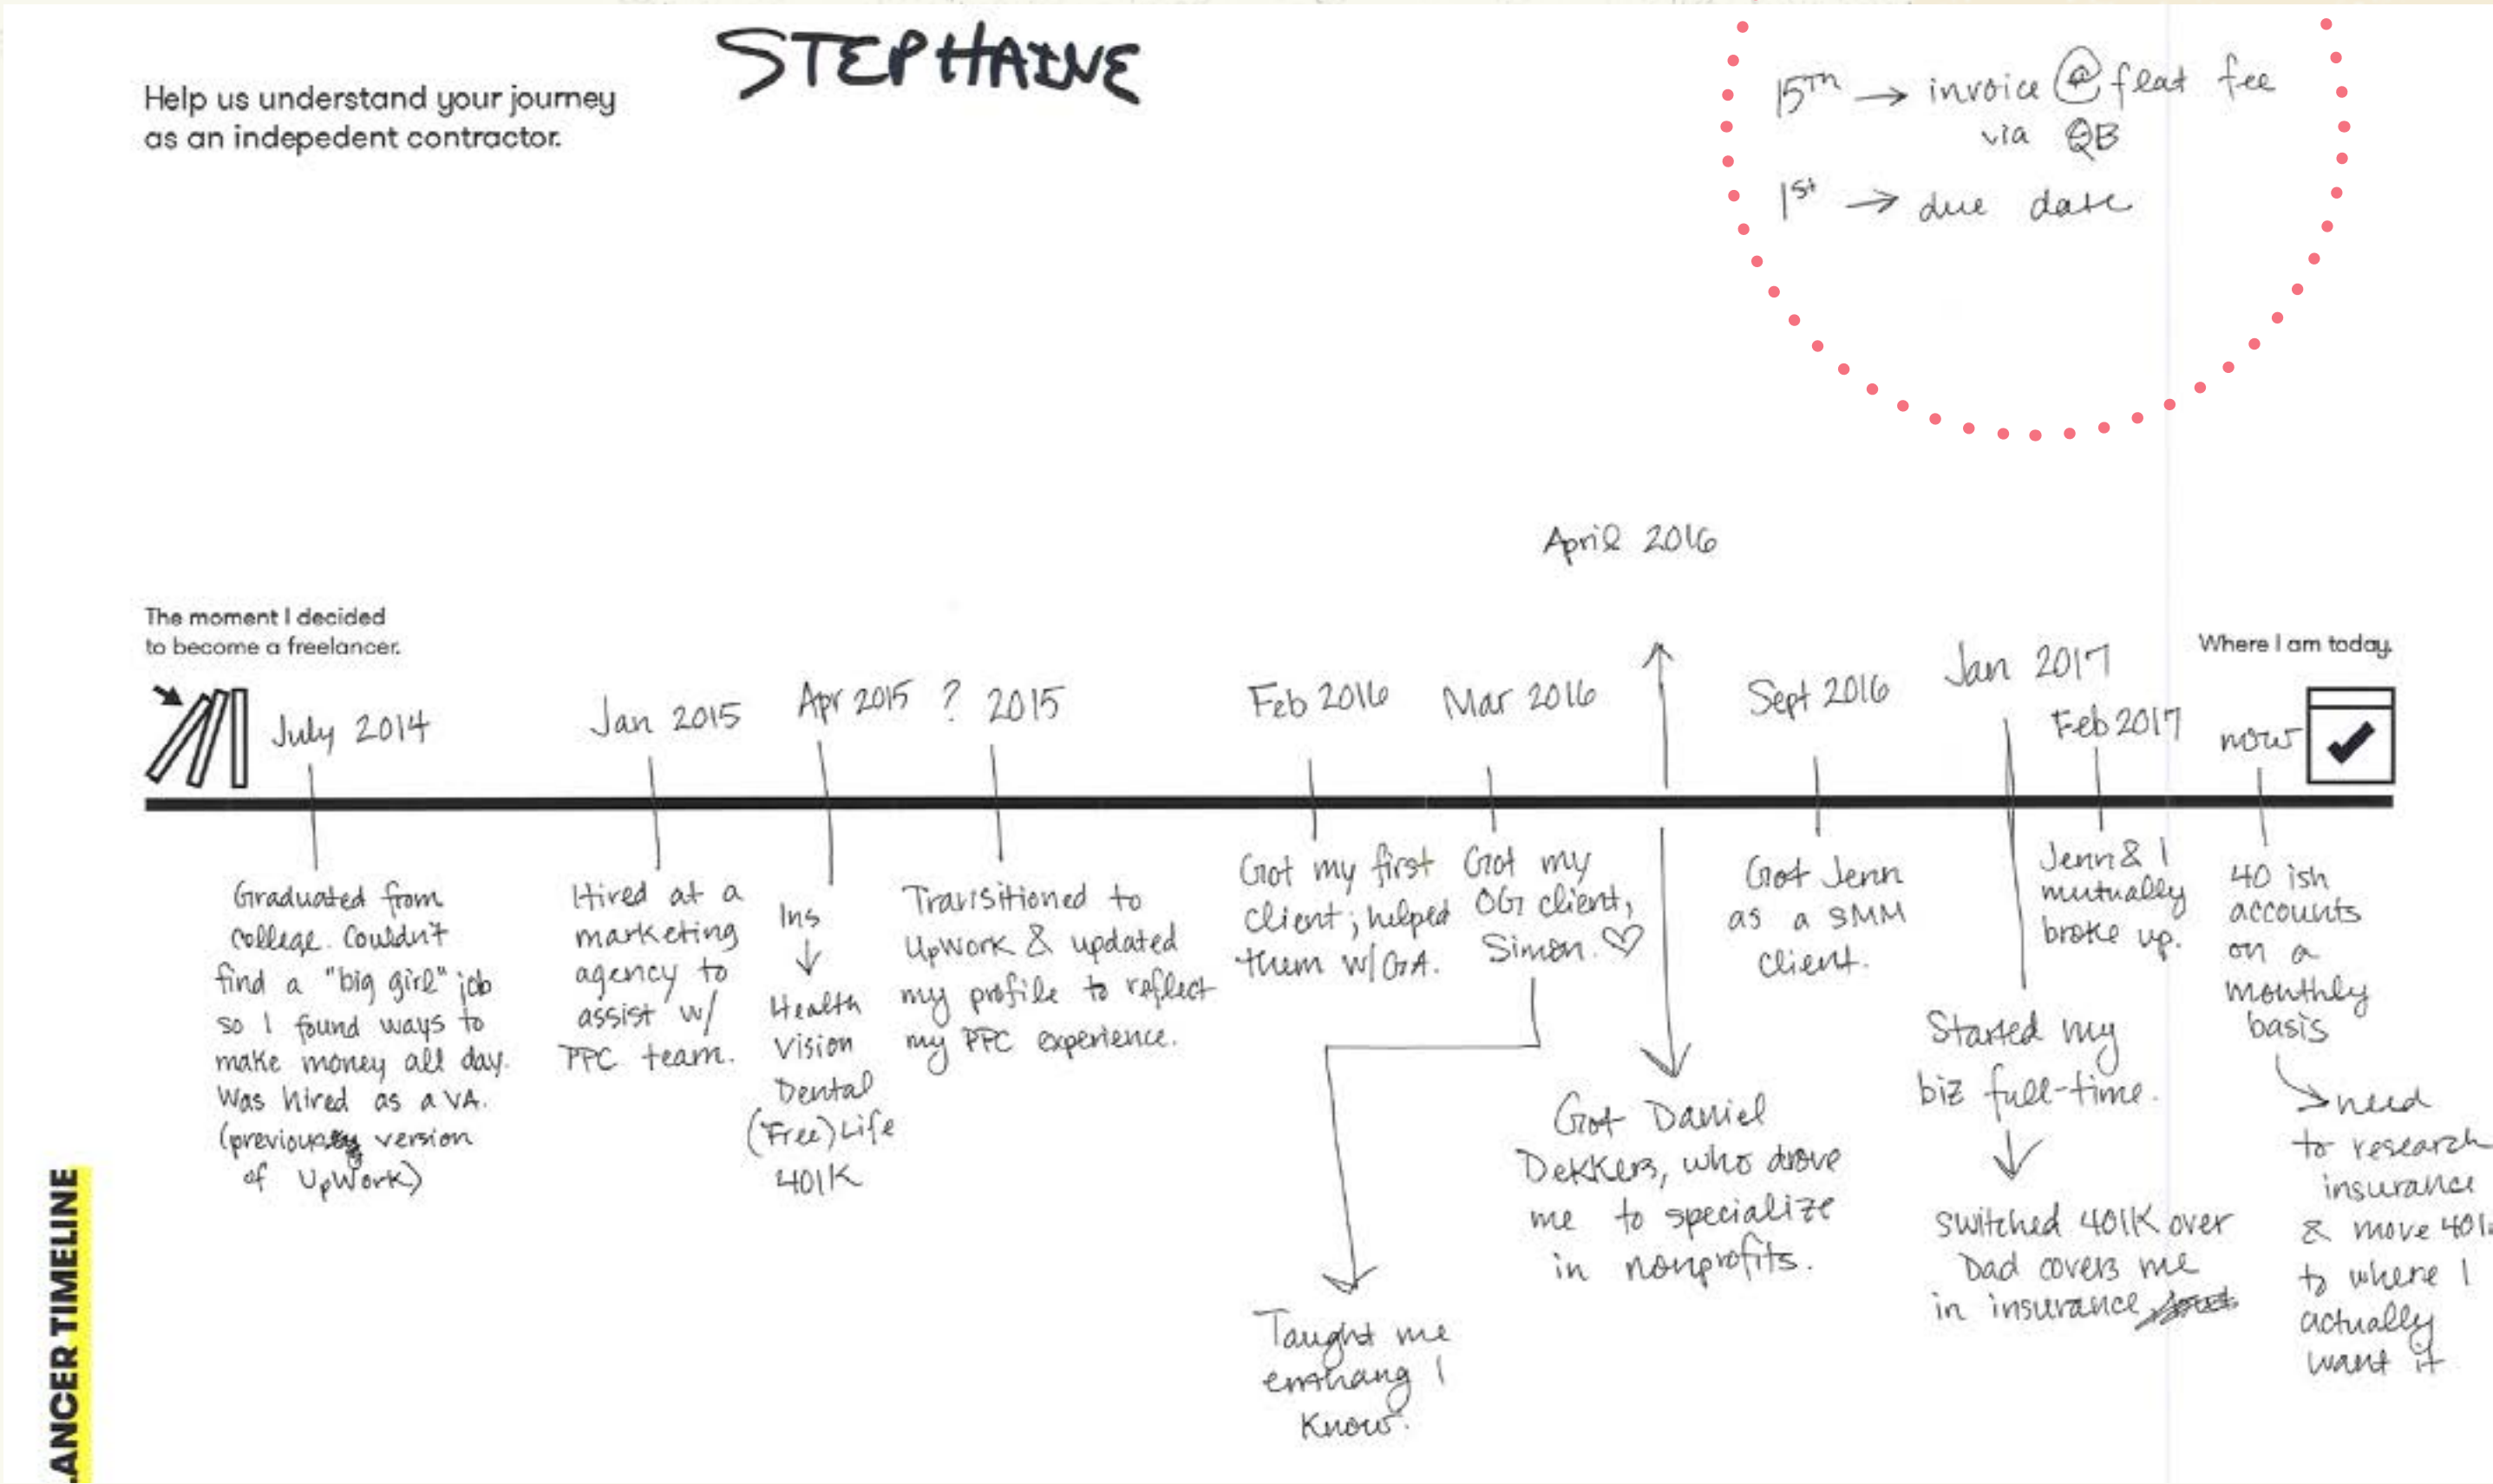 STEPHAINE
Help us understand your journey
as an indepedent contractor.
15TH → invoice @ flat fee
via QB
1st → due date
The moment I decided
to become a freelancer.
Where I am today.
July 2014
Graduated from
college. Couldn't
find a "big girl" job
so I found ways to
make money all day.
Was hired as a VA.
(previous version
of UpWork)
Jan 2015
Hired at a
marketing
agency to
assist w/
PPC team.
Apr 2015
Ins
↓
Health
Vision
Dental
(Free) Life
401K
? 2015
Transitioned to
UpWork & updated
my profile to reflect
my PPC experience.
Feb 2016
Got my first
client; helped
them w/ GA.
Mar 2016
Got my
OG client,
Simon. ♡
Taught me
I
know.
April 2016
Got Daniel
Dekkers, who drove
me to specialize
in nonprofits.
Sept 2016
Got Jenn
as a SMM
client.
Jan 2017
Started my
biz full-time.
↓
switched 401K over
Dad covers me
in insurance
Feb 2017
Jenn & I
mutually
broke up.
now
40 ish
accounts
on a
monthly
basis
need
to research
insurance
& move 401
to where I
actually
want it
ANCER TIMELINE